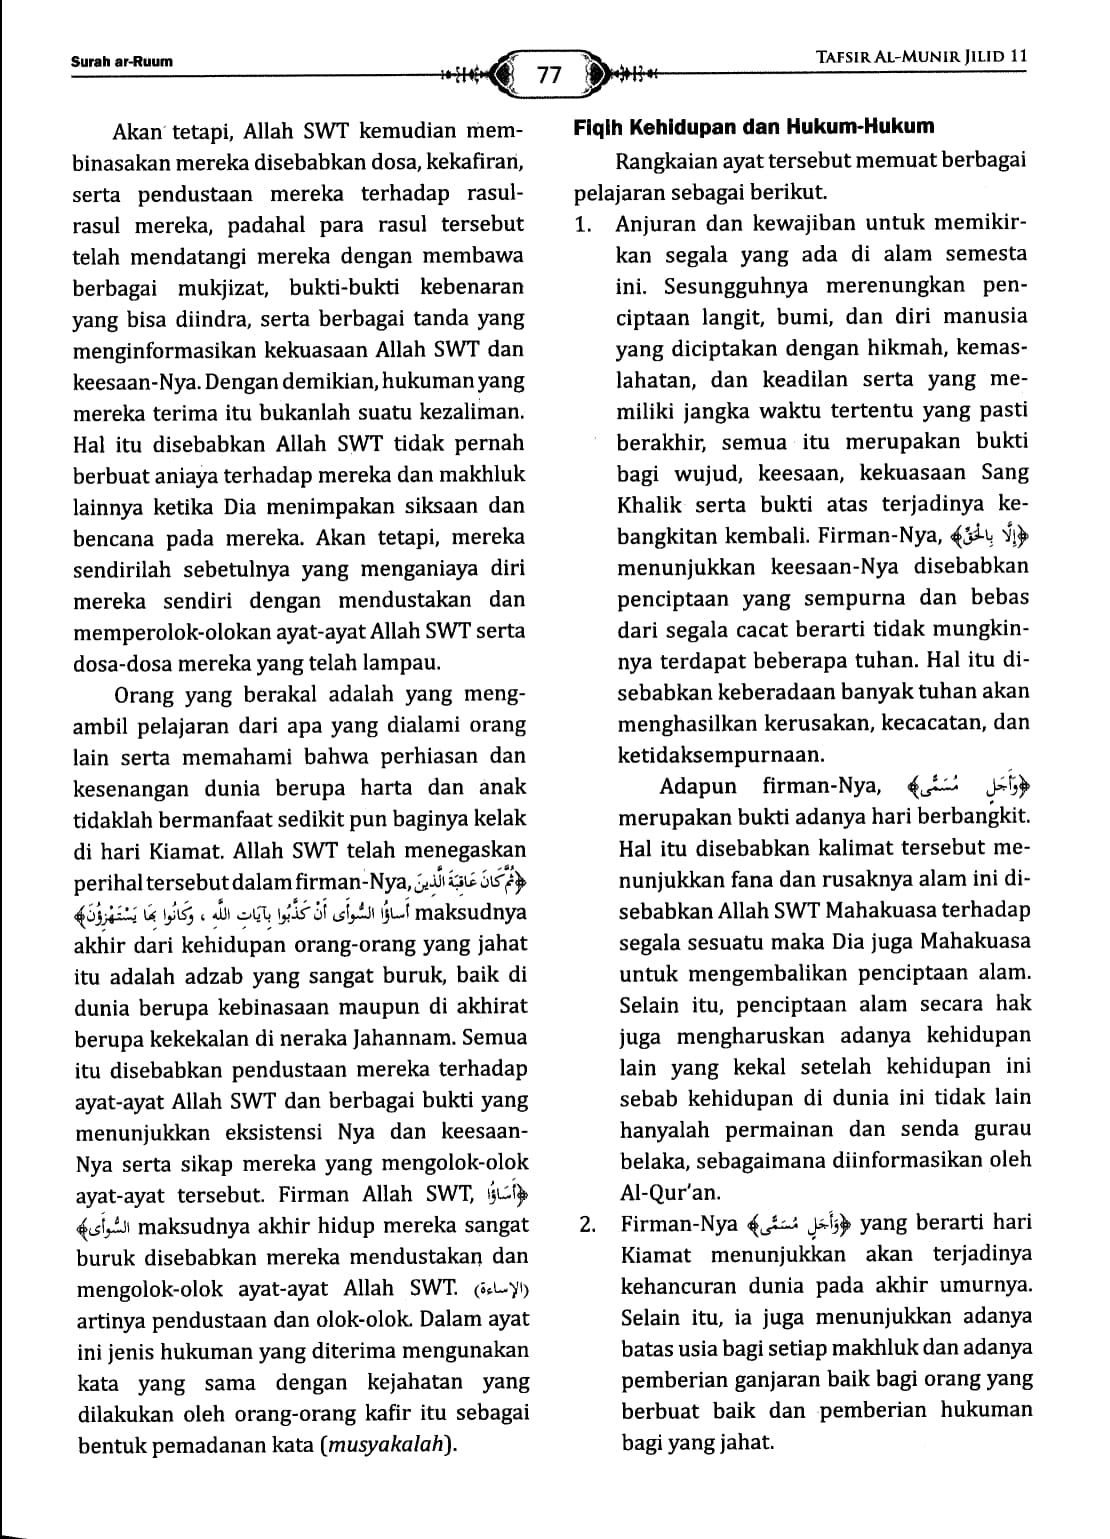 Surah ar-Ruum
77
TAFSIR AL-MUNIR JILID 11
Akan tetapi, Allah SWT kemudian mem-
binasakan mereka disebabkan dosa, kekafiran,
serta pendustaan mereka terhadap rasul-
rasul mereka, padahal para rasul tersebut
telah mendatangi mereka dengan membawa
berbagai mukjizat, bukti-bukti kebenaran
yang bisa diindra, serta berbagai tanda yang
menginformasikan kekuasaan Allah SWT dan
keesaan-Nya. Dengan demikian, hukuman yang
mereka terima itu bukanlah suatu kezaliman.
Hal itu disebabkan Allah SWT tidak pernah
berbuat aniaya terhadap mereka dan makhluk
lainnya ketika Dia menimpakan siksaan dan
bencana pada mereka. Akan tetapi, mereka
sendirilah sebetulnya yang menganiaya diri
mereka sendiri dengan mendustakan dan
memperolok-olokan ayat-ayat Allah SWT serta
dosa-dosa mereka yang telah lampau.
Orang yang berakal adalah yang meng-
ambil pelajaran dari apa yang dialami orang
lain serta memahami bahwa perhiasan dan
kesenangan dunia berupa harta dan anak
tidaklah bermanfaat sedikit pun baginya kelak
di hari Kiamat. Allah SWT telah menegaskan
perihal tersebut dalam firman-Nya, ﴿ثُمَّ كَانَ عَاقِبَةَ الَّذِينَ
أَسَاؤُا السُّوأَى أَنْ كَذَّبُوا بِآيَاتِ اللَّهِ ، وَكَانُوا بِهَا يَسْتَهْزِؤُنَ﴾ maksudnya
akhir dari kehidupan orang-orang yang jahat
itu adalah adzab yang sangat buruk, baik di
dunia berupa kebinasaan maupun di akhirat
berupa kekekalan di neraka Jahannam. Semua
itu disebabkan pendustaan mereka terhadap
ayat-ayat Allah SWT dan berbagai bukti yang
menunjukkan eksistensi Nya dan keesaan-
Nya serta sikap mereka yang mengolok-olok
ayat-ayat tersebut. Firman Allah SWT, ﴿أَسَاؤُا
السُّوأَى﴾ maksudnya akhir hidup mereka sangat
buruk disebabkan mereka mendustakan dan
mengolok-olok ayat-ayat Allah SWT. (الإساءة)
artinya pendustaan dan olok-olok. Dalam ayat
ini jenis hukuman yang diterima mengunakan
kata yang sama dengan kejahatan yang
dilakukan oleh orang-orang kafir itu sebagai
bentuk pemadanan kata (musyakalah).
Fiqih Kehidupan dan Hukum-Hukum
Rangkaian ayat tersebut memuat berbagai
pelajaran sebagai berikut.
1. Anjuran dan kewajiban untuk memikir-
kan segala yang ada di alam semesta
ini. Sesungguhnya merenungkan pen-
ciptaan langit, bumi, dan diri manusia
yang diciptakan dengan hikmah, kemas-
lahatan, dan keadilan serta yang me-
miliki jangka waktu tertentu yang pasti
berakhir, semua itu merupakan bukti
bagi wujud, keesaan, kekuasaan Sang
Khalik serta bukti atas terjadinya ke-
bangkitan kembali. Firman-Nya, ﴿إِلَّا بِالْحَقِّ﴾
menunjukkan keesaan-Nya disebabkan
penciptaan yang sempurna dan bebas
dari segala cacat berarti tidak mungkin-
nya terdapat beberapa tuhan. Hal itu di-
sebabkan keberadaan banyak tuhan akan
menghasilkan kerusakan, kecacatan, dan
ketidaksempurnaan.
Adapun firman-Nya, ﴿وَأَجَلٍ مُسَمًّى﴾
merupakan bukti adanya hari berbangkit.
Hal itu disebabkan kalimat tersebut me-
nunjukkan fana dan rusaknya alam ini di-
sebabkan Allah SWT Mahakuasa terhadap
segala sesuatu maka Dia juga Mahakuasa
untuk mengembalikan penciptaan alam.
Selain itu, penciptaan alam secara hak
juga mengharuskan adanya kehidupan
lain yang kekal setelah kehidupan ini
sebab kehidupan di dunia ini tidak lain
hanyalah permainan dan senda gurau
belaka, sebagaimana diinformasikan oleh
Al-Qur'an.
2. Firman-Nya ﴿وَأَجَلٍ مُسَمًّى﴾ yang berarti hari
Kiamat menunjukkan akan terjadinya
kehancuran dunia pada akhir umurnya.
Selain itu, ia juga menunjukkan adanya
batas usia bagi setiap makhluk dan adanya
pemberian ganjaran baik bagi orang yang
berbuat baik dan pemberian hukuman
bagi yang jahat.